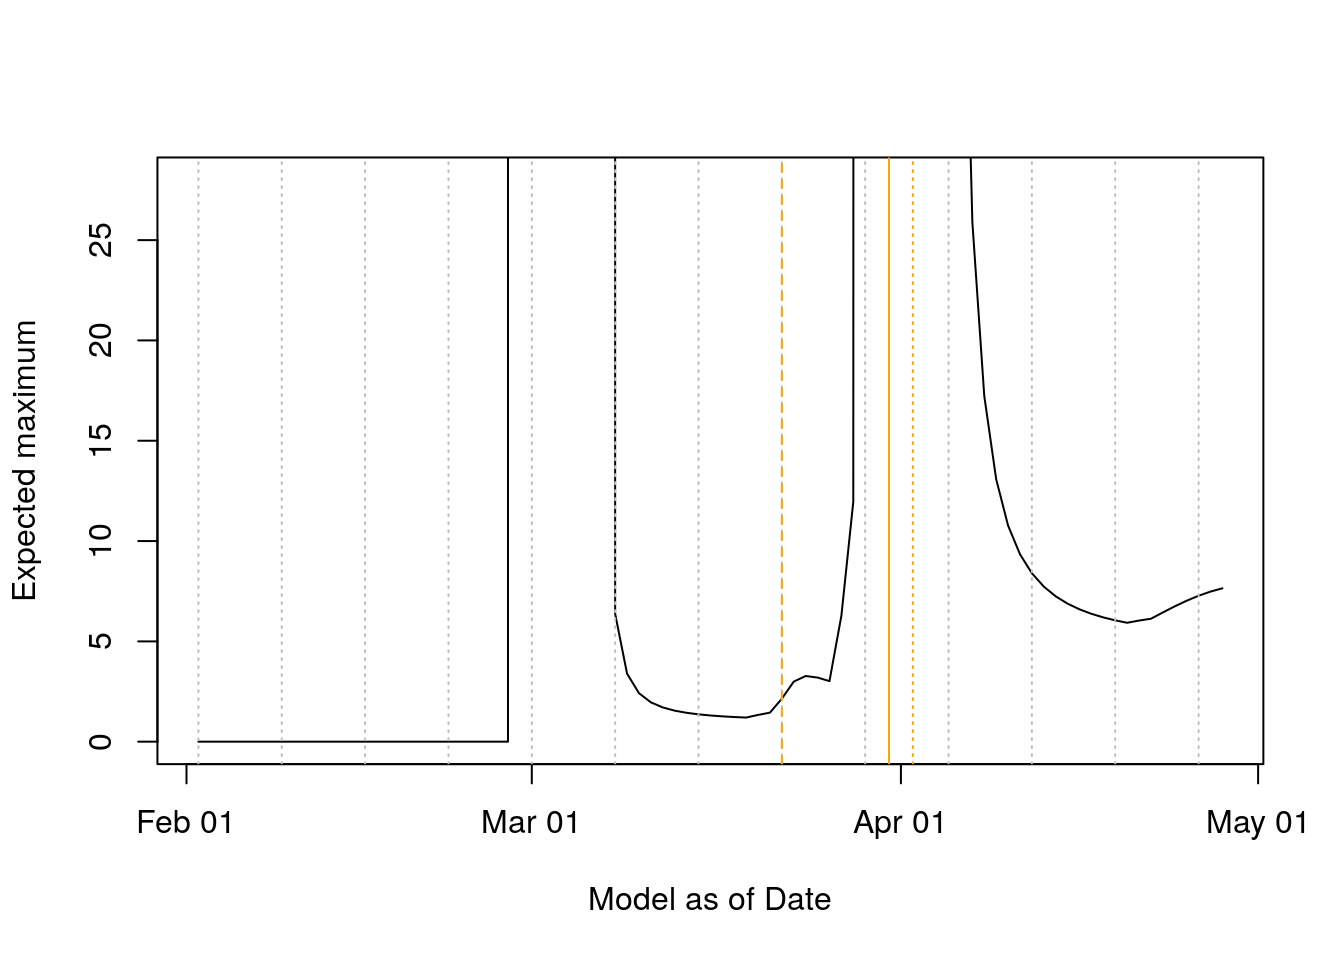 Expected maximum
25
20
15
10
5
0
Feb 01
Mar 01
Apr 01
May 01
Model as of Date